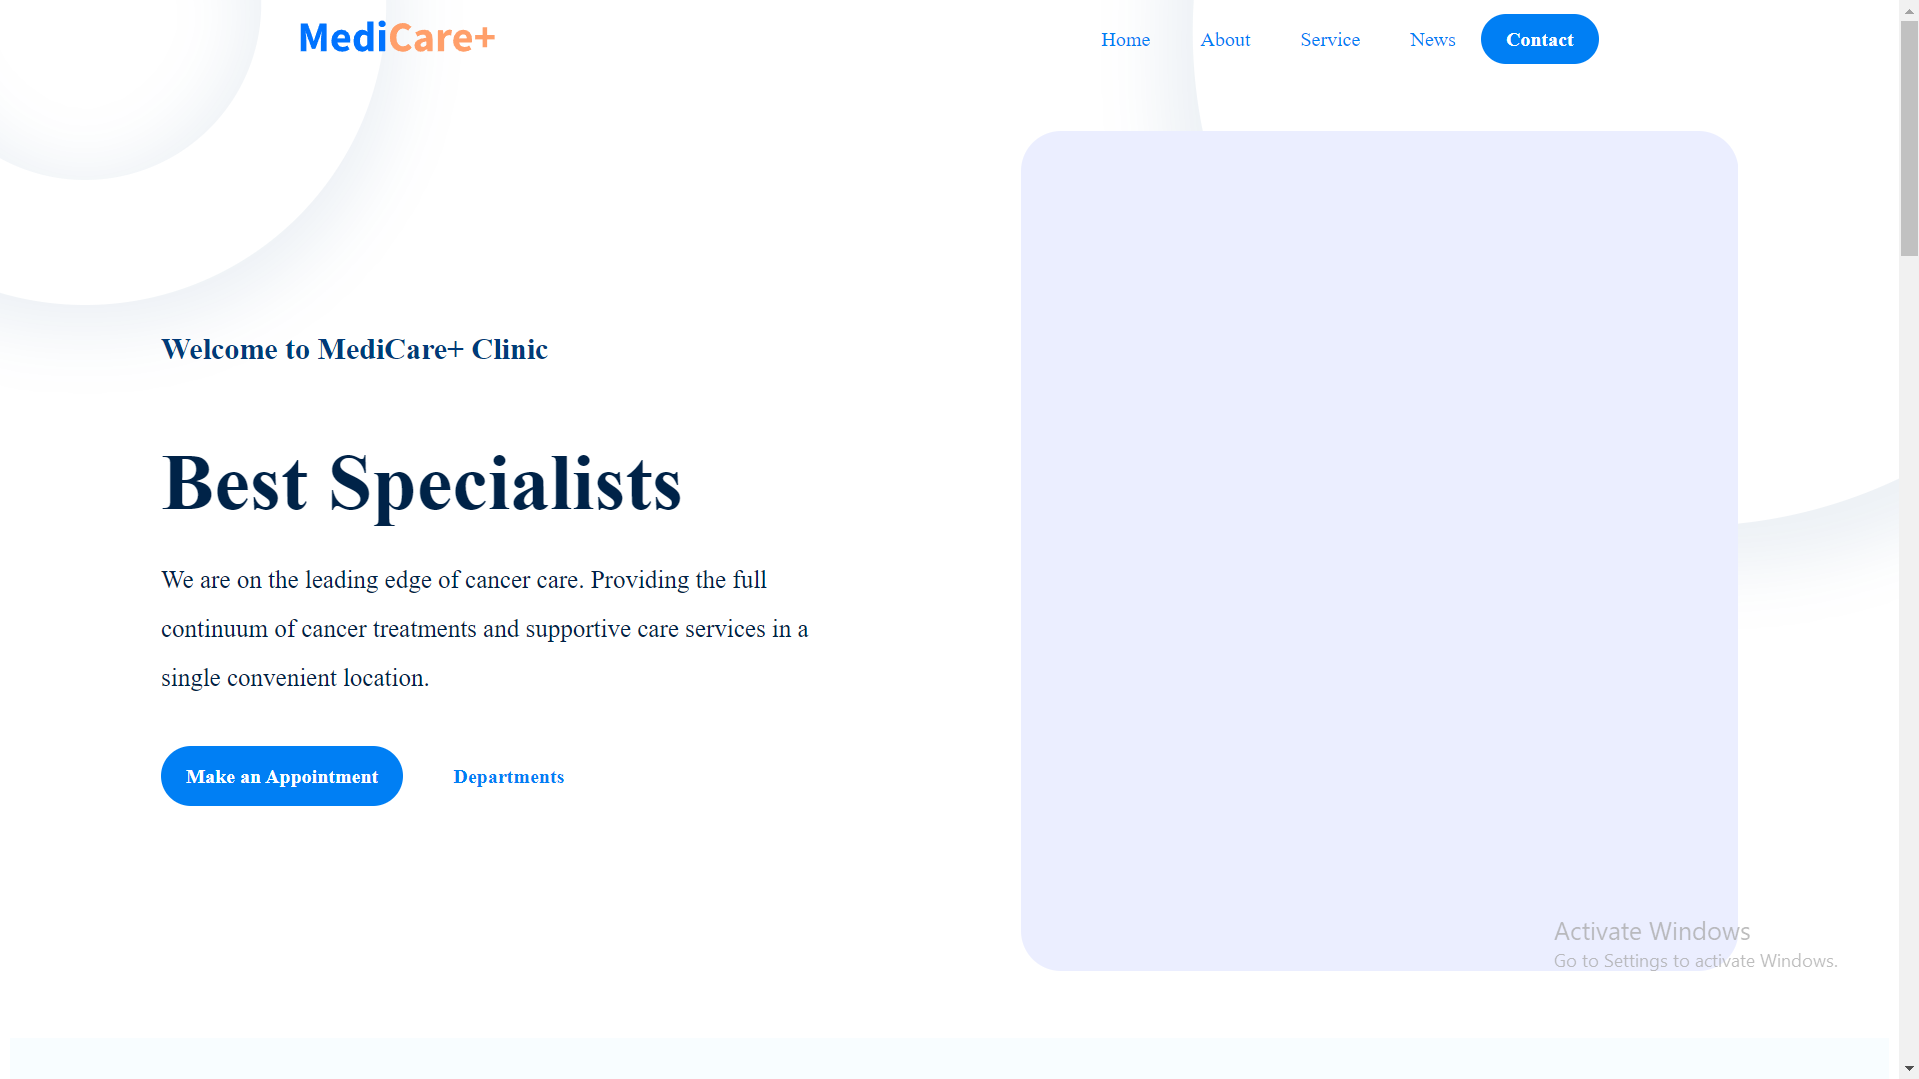 MediCare+
Home About Service News Contact
Welcome to MediCare+ Clinic
Best Specialists
We are on the leading edge of cancer care. Providing the full
continuum of cancer treatments and supportive care services in a
single convenient location.
Make an Appointment Departments
Activate Windows
Go to Settings to activate Windows.